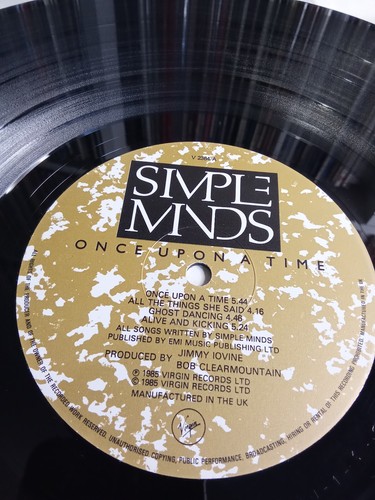 V 2364 A
SIMPLE
MINDS
ONCE UPON A TIME
ONCE UPON A TIME 5.44
ALL THE THINGS SHE SAID 4.16
GHOST DANCING 4.46
ALIVE AND KICKING 5.24
ALL SONGS WRITTEN BY SIMPLE MINDS
PUBLISHED BY EMI MUSIC PUBLISHING LTD
PRODUCED BY JIMMY IOVINE
BOB CLEARMOUNTAIN
℗ 1985 VIRGIN RECORDS LTD
© 1985 VIRGIN RECORDS LTD
MANUFACTURED IN THE UK
Virgin
OF THE RECORDED WORK RESERVED. UNAUTHORISED COPYING, PUBLIC PERFORMANCE, BROADCASTING, HIRING OR RENTAL OF THIS RECORDING PROHIBITED.